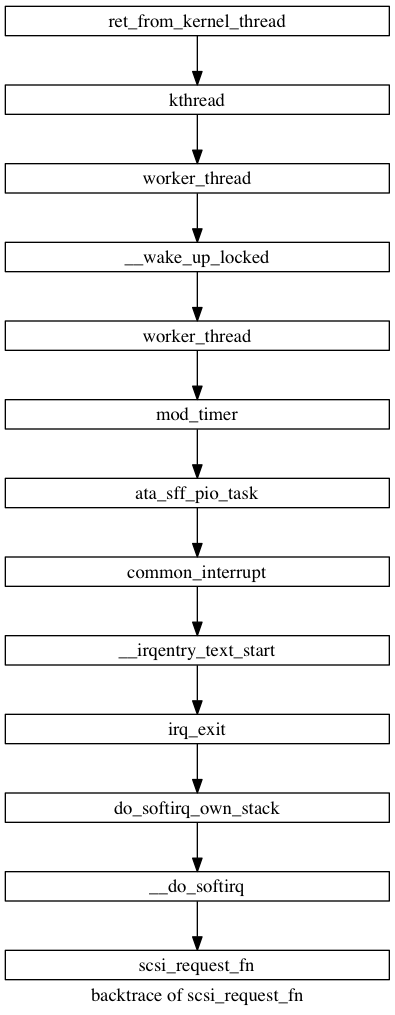 ret_from_kernel_thread
kthread
worker_thread
__wake_up_locked
worker_thread
mod_timer
ata_sff_pio_task
common_interrupt
__irqentry_text_start
irq_exit
do_softirq_own_stack
__do_softirq
scsi_request_fn
backtrace of scsi_request_fn